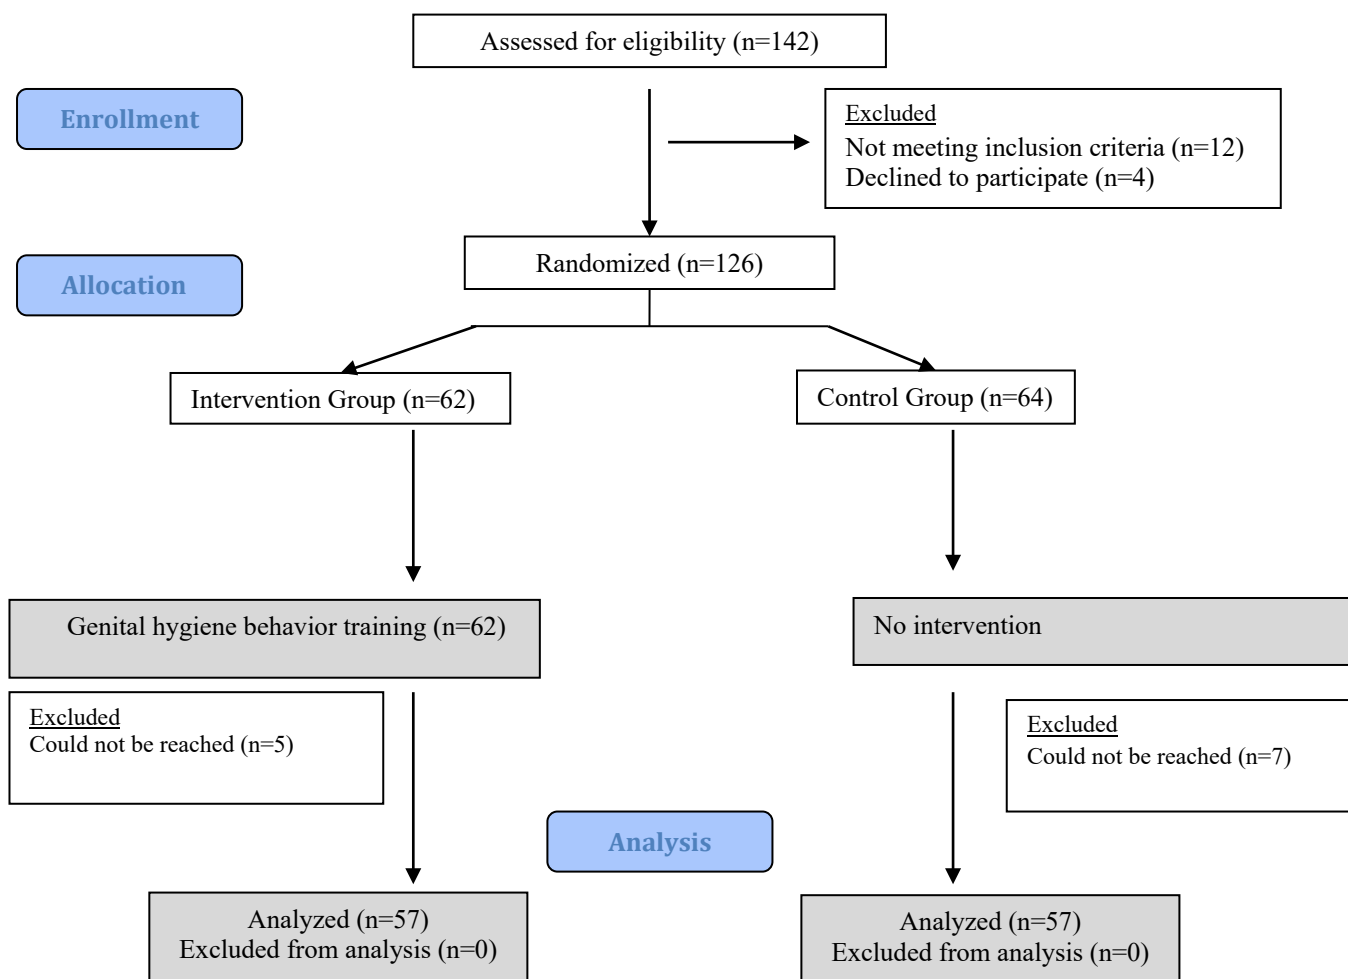 Assessed for eligibility (n=142)
Enrollment
Excluded
Not meeting inclusion criteria (n=12)
Declined to participate (n=4)
Randomized (n=126)
Allocation
Intervention Group (n=62)
Control Group (n=64)
Genital hygiene behavior training (n=62)
No intervention
Excluded
Could not be reached (n=5)
Excluded
Could not be reached (n=7)
Analysis
Analyzed (n=57)
Excluded from analysis (n=0)
Analyzed (n=57)
Excluded from analysis (n=0)